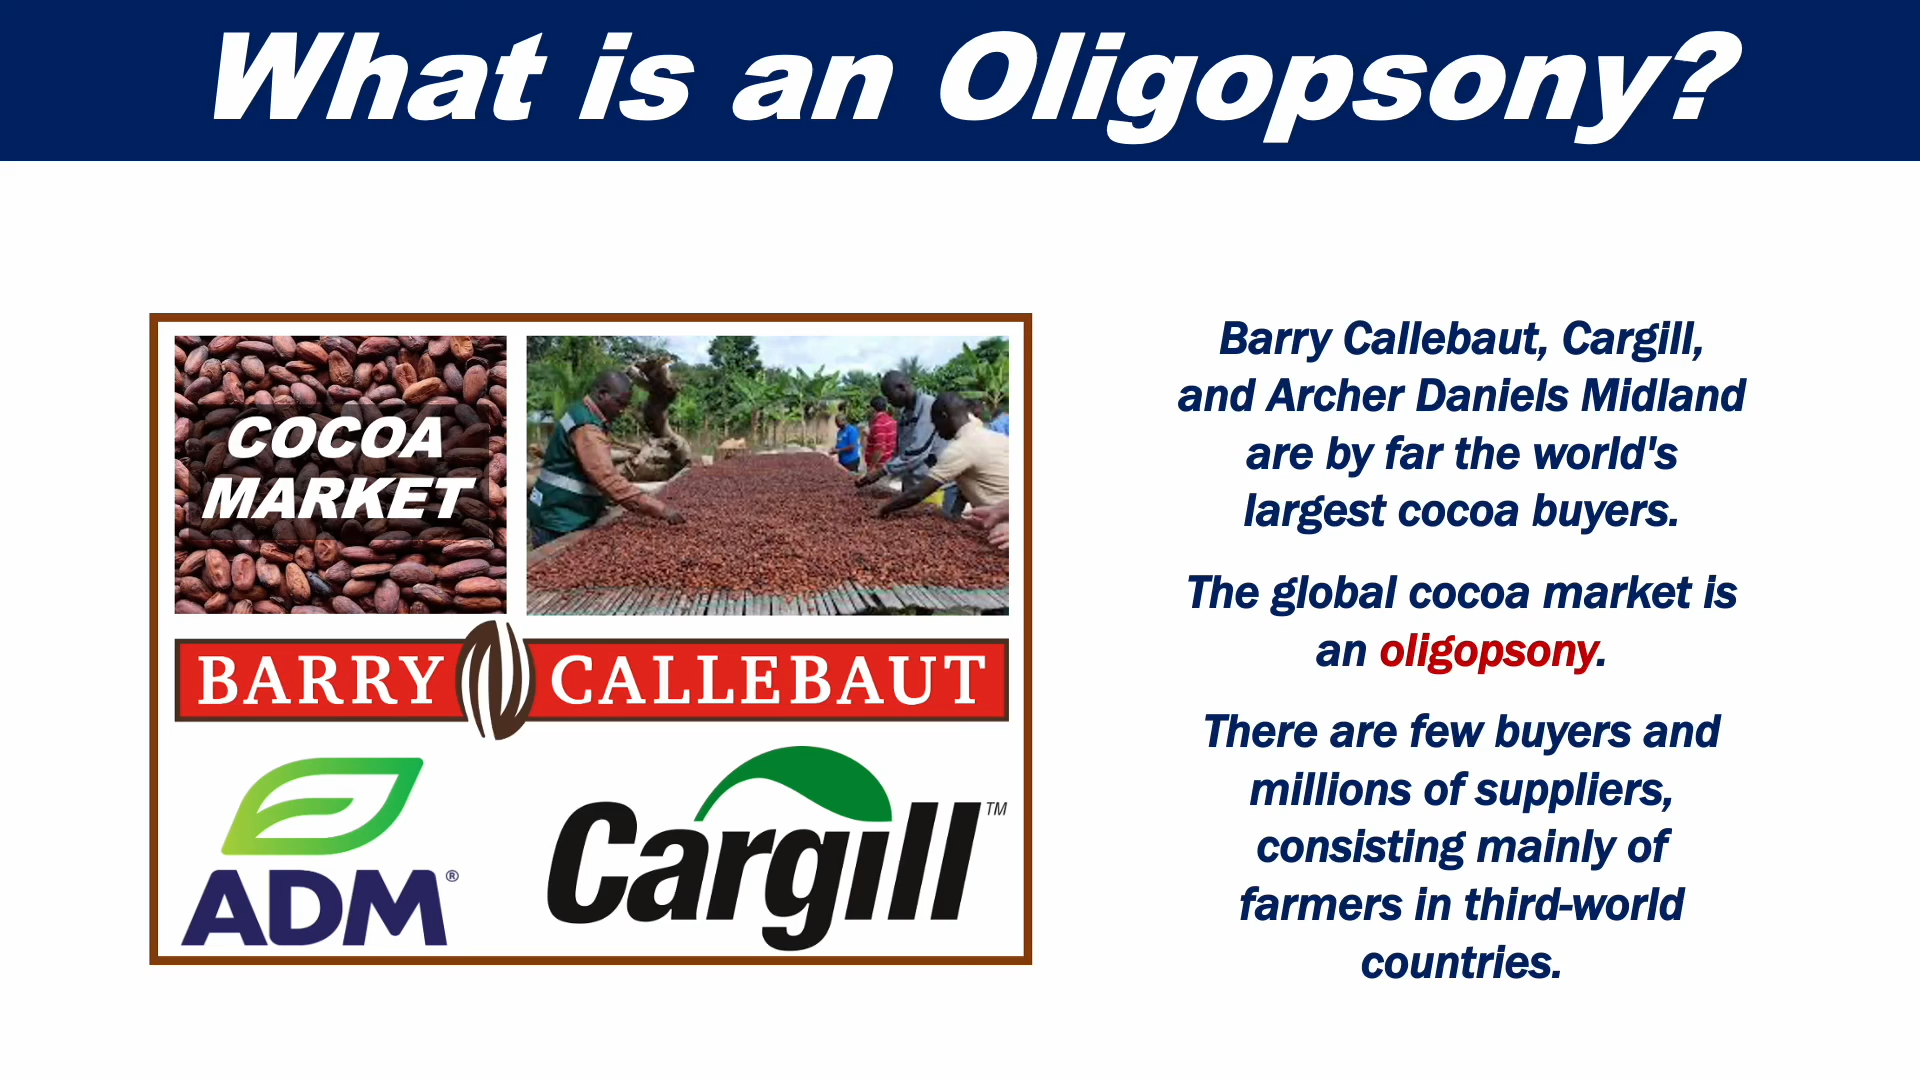 What is an Oligopsony?
COCOA
MARKET
BARRY CALLEBAUT
ADM®
Cargill™
Barry Callebaut, Cargill,
and Archer Daniels Midland
are by far the world's
largest cocoa buyers.
The global cocoa market is
an oligopsony.
There are few buyers and
millions of suppliers,
consisting mainly of
farmers in third-world
countries.